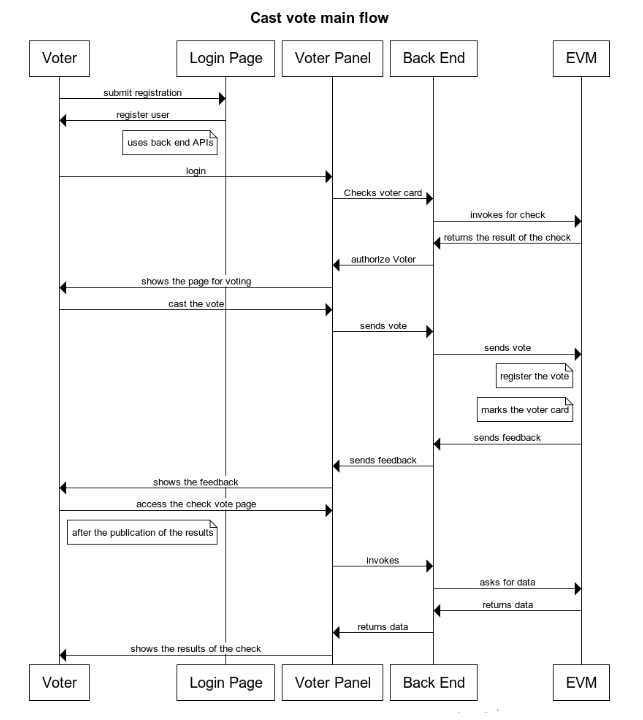 Cast vote main flow
Voter
Login Page
Voter Panel
Back End
EVM
submit registration
register user
uses back end APIs
login
Checks voter card
invokes for check
returns the result of the check
authorize Voter
shows the page for voting
cast the vote
sends vote
sends vote
register the vote
marks the voter card
sends feedback
sends feedback
shows the feedback
access the check vote page
after the publication of the results
invokes
asks for data
returns data
returns data
shows the results of the check
Voter
Login Page
Voter Panel
Back End
EVM